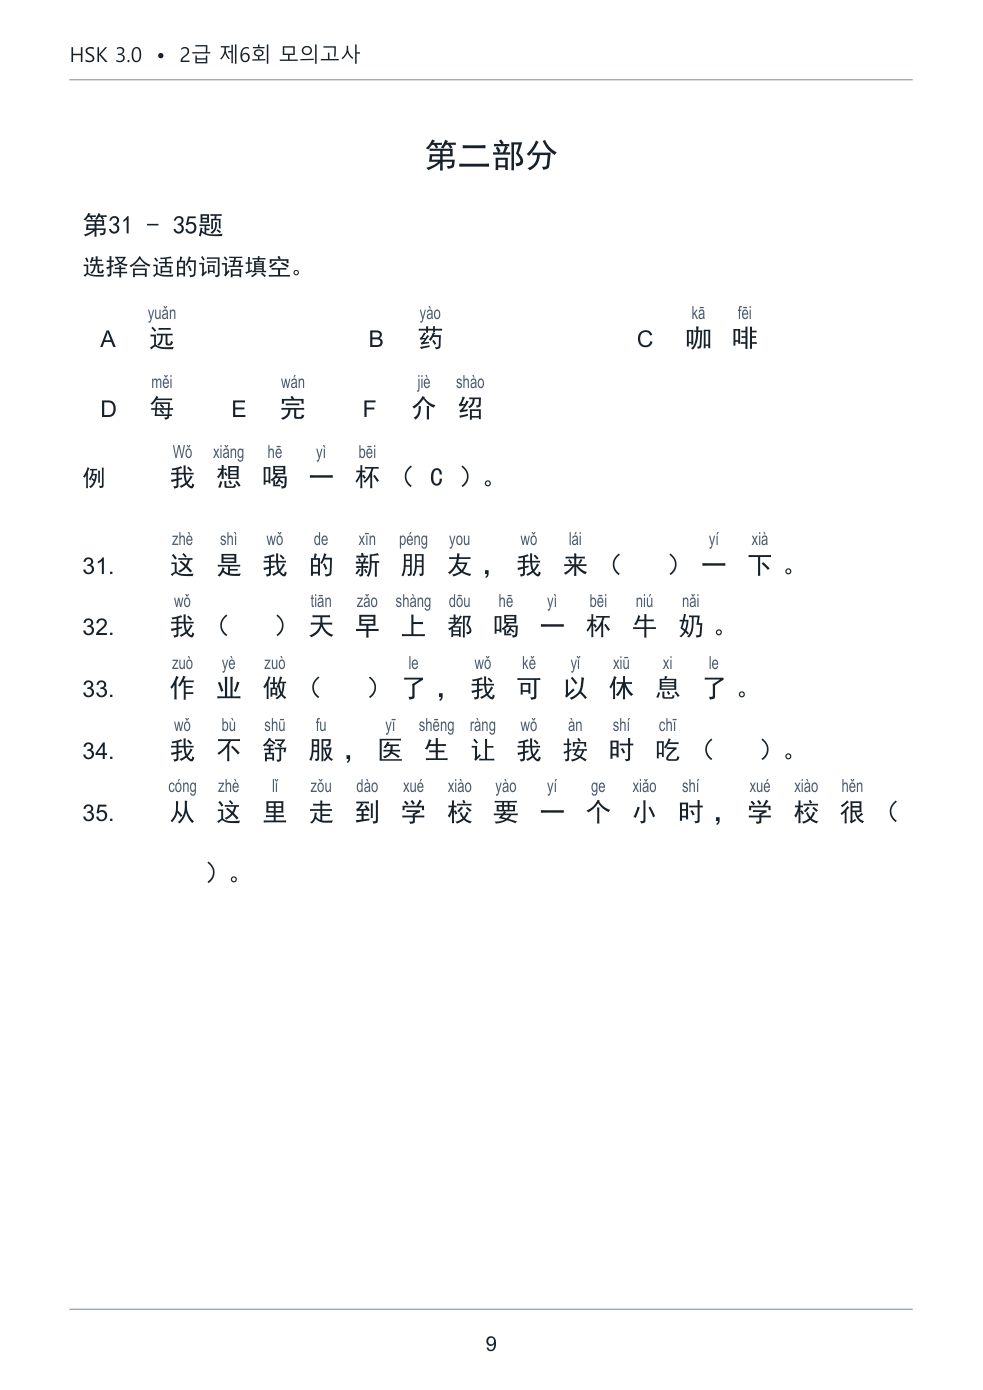 HSK 3.0 • 2급 제6회 모의고사
第二部分
第31 – 35题
选择合适的词语填空。
yuǎn yào kā fēi
A 远 B 药 C 咖 啡
měi wán jiè shào
D 每 E 完 F 介 绍
Wǒ xiǎng hē yì bēi
例 我 想 喝 一 杯 （ C ）。
zhè shì wǒ de xīn péng you wǒ lái yí xià
31. 这 是 我 的 新 朋 友 ， 我 来 （ ） 一 下 。
wǒ tiān zǎo shàng dōu hē yì bēi niú nǎi
32. 我 （ ） 天 早 上 都 喝 一 杯 牛 奶 。
zuò yè zuò le wǒ kě yǐ xiū xi le
33. 作 业 做 （ ） 了 ， 我 可 以 休 息 了 。
wǒ bù shū fu yī shēng ràng wǒ àn shí chī
34. 我 不 舒 服 ， 医 生 让 我 按 时 吃 （ ）。
cóng zhè lǐ zǒu dào xué xiào yào yí ge xiǎo shí xué xiào hěn
35. 从 这 里 走 到 学 校 要 一 个 小 时 ， 学 校 很 （
）。
9